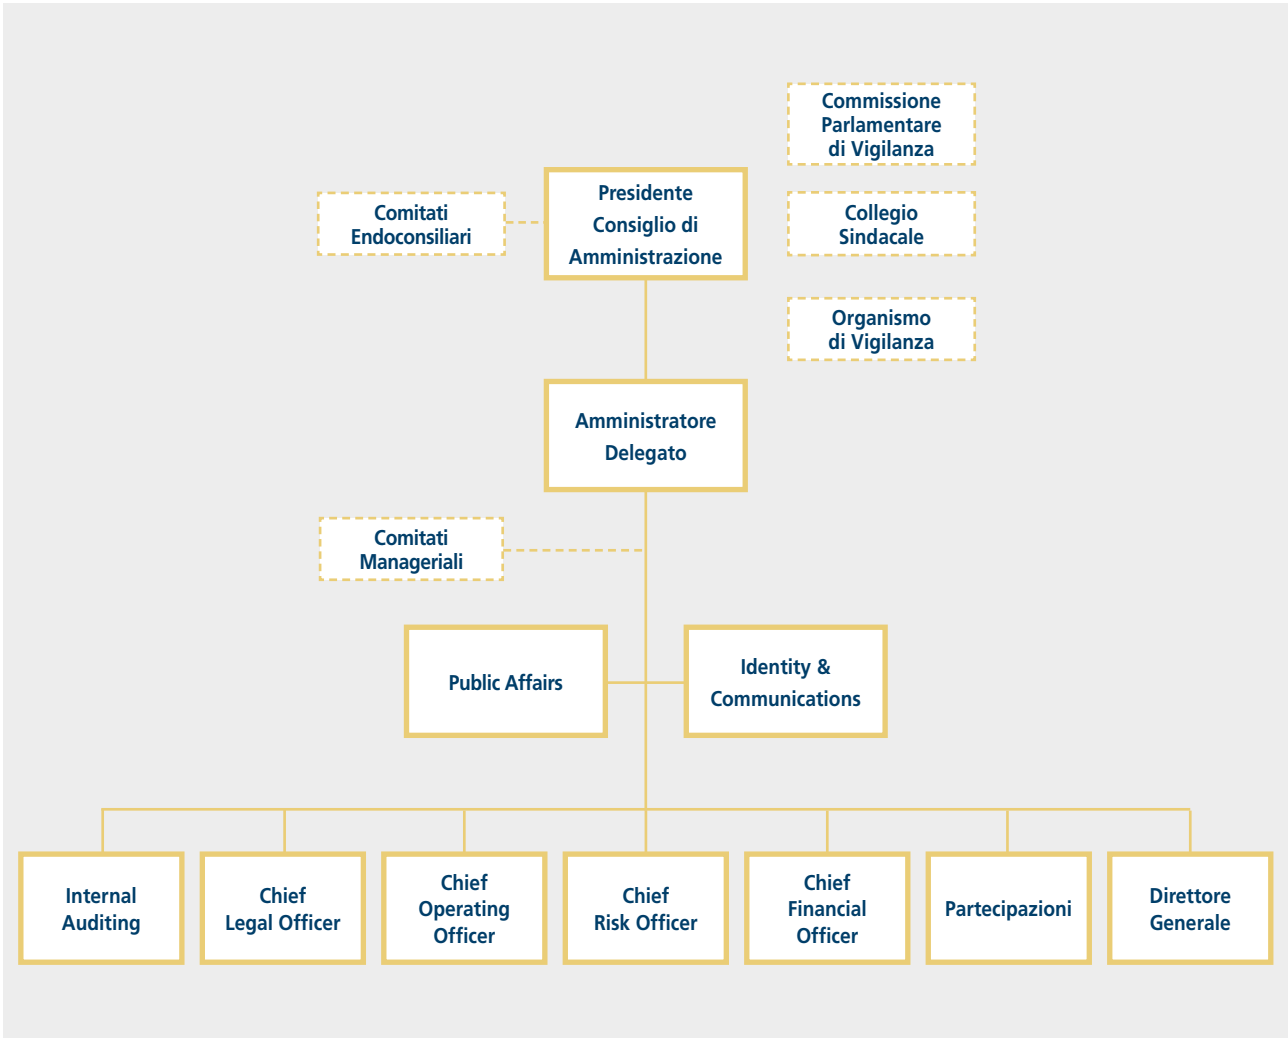 Commissione
Parlamentare
di Vigilanza
Presidente
Consiglio di
Amministrazione
Comitati
Endoconsiliari
Collegio
Sindacale
Organismo
di Vigilanza
Amministratore
Delegato
Comitati
Manageriali
Public Affairs
Identity &
Communications
Internal
Auditing
Chief
Legal Officer
Chief
Operating
Officer
Chief
Risk Officer
Chief
Financial
Officer
Partecipazioni
Direttore
Generale